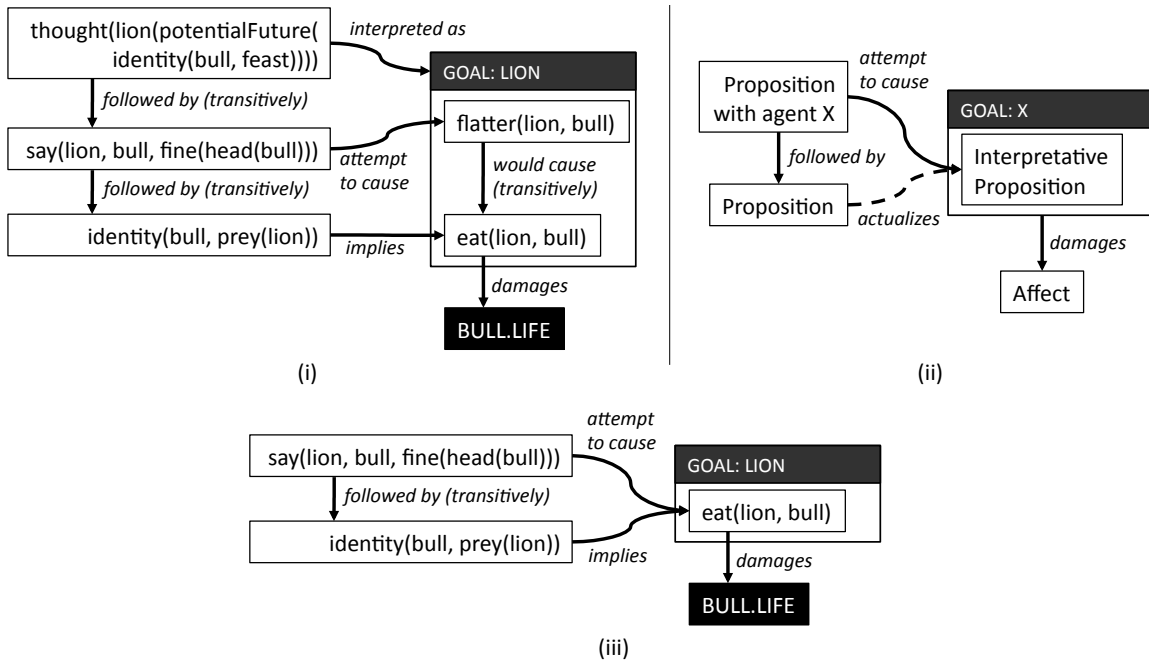 thought(lion(potentialFuture(
identity(bull, feast))))
interpreted as
GOAL: LION
followed by (transitively)
flatter(lion, bull)
say(lion, bull, fine(head(bull)))
attempt
to cause
would cause
(transitively)
followed by (transitively)
identity(bull, prey(lion))
implies
eat(lion, bull)
damages
BULL.LIFE
(i)
attempt
to cause
Proposition
with agent X
GOAL: X
followed by
Interpretative
Proposition
Proposition
actualizes
damages
Affect
(ii)
attempt
to cause
say(lion, bull, fine(head(bull)))
GOAL: LION
followed by (transitively)
eat(lion, bull)
identity(bull, prey(lion))
implies
damages
BULL.LIFE
(iii)